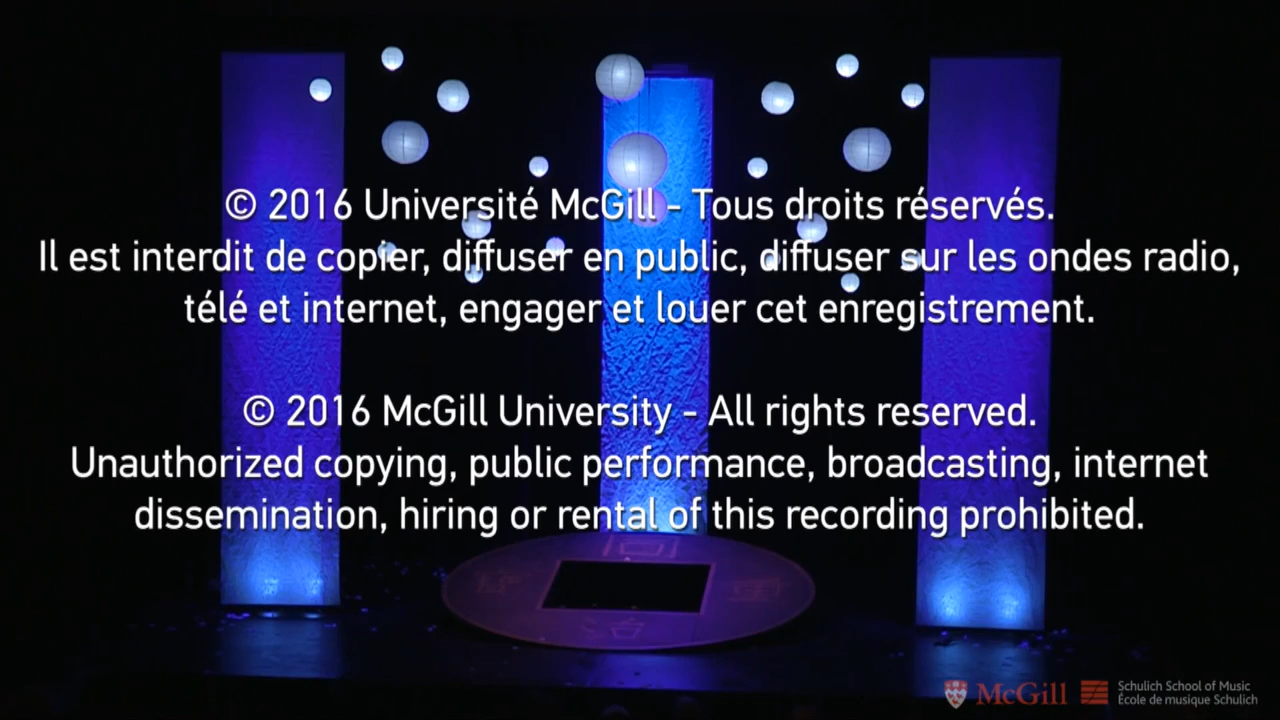 © 2016 Université McGill - Tous droits réservés.
Il est interdit de copier, diffuser en public, diffuser sur les ondes radio,
télé et internet, engager et louer cet enregistrement.
© 2016 McGill University - All rights reserved.
Unauthorized copying, public performance, broadcasting, internet
dissemination, hiring or rental of this recording prohibited.
McGill
Schulich School of Music
École de musique Schulich